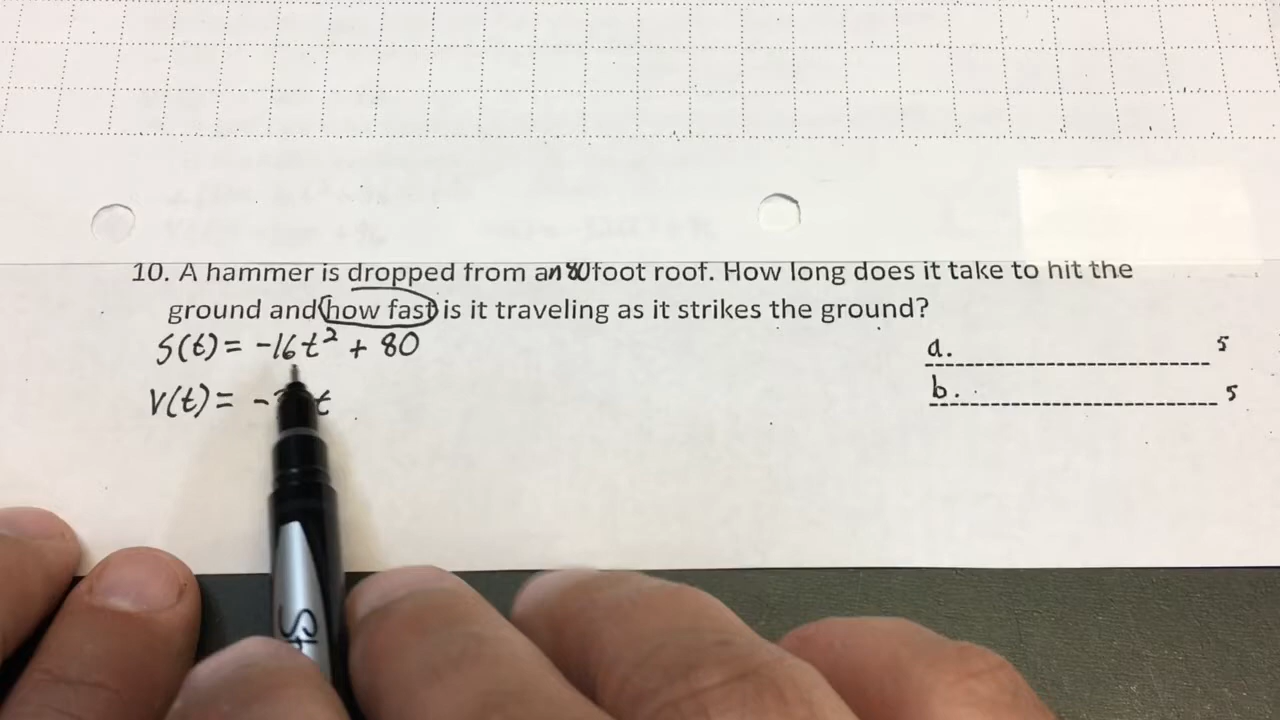 10. A hammer is dropped from an 80 foot roof. How long does it take to hit the
ground and how fast is it traveling as it strikes the ground?
S(t) = -16t² + 80
a. 5
V(t) = - t
b. 5
St